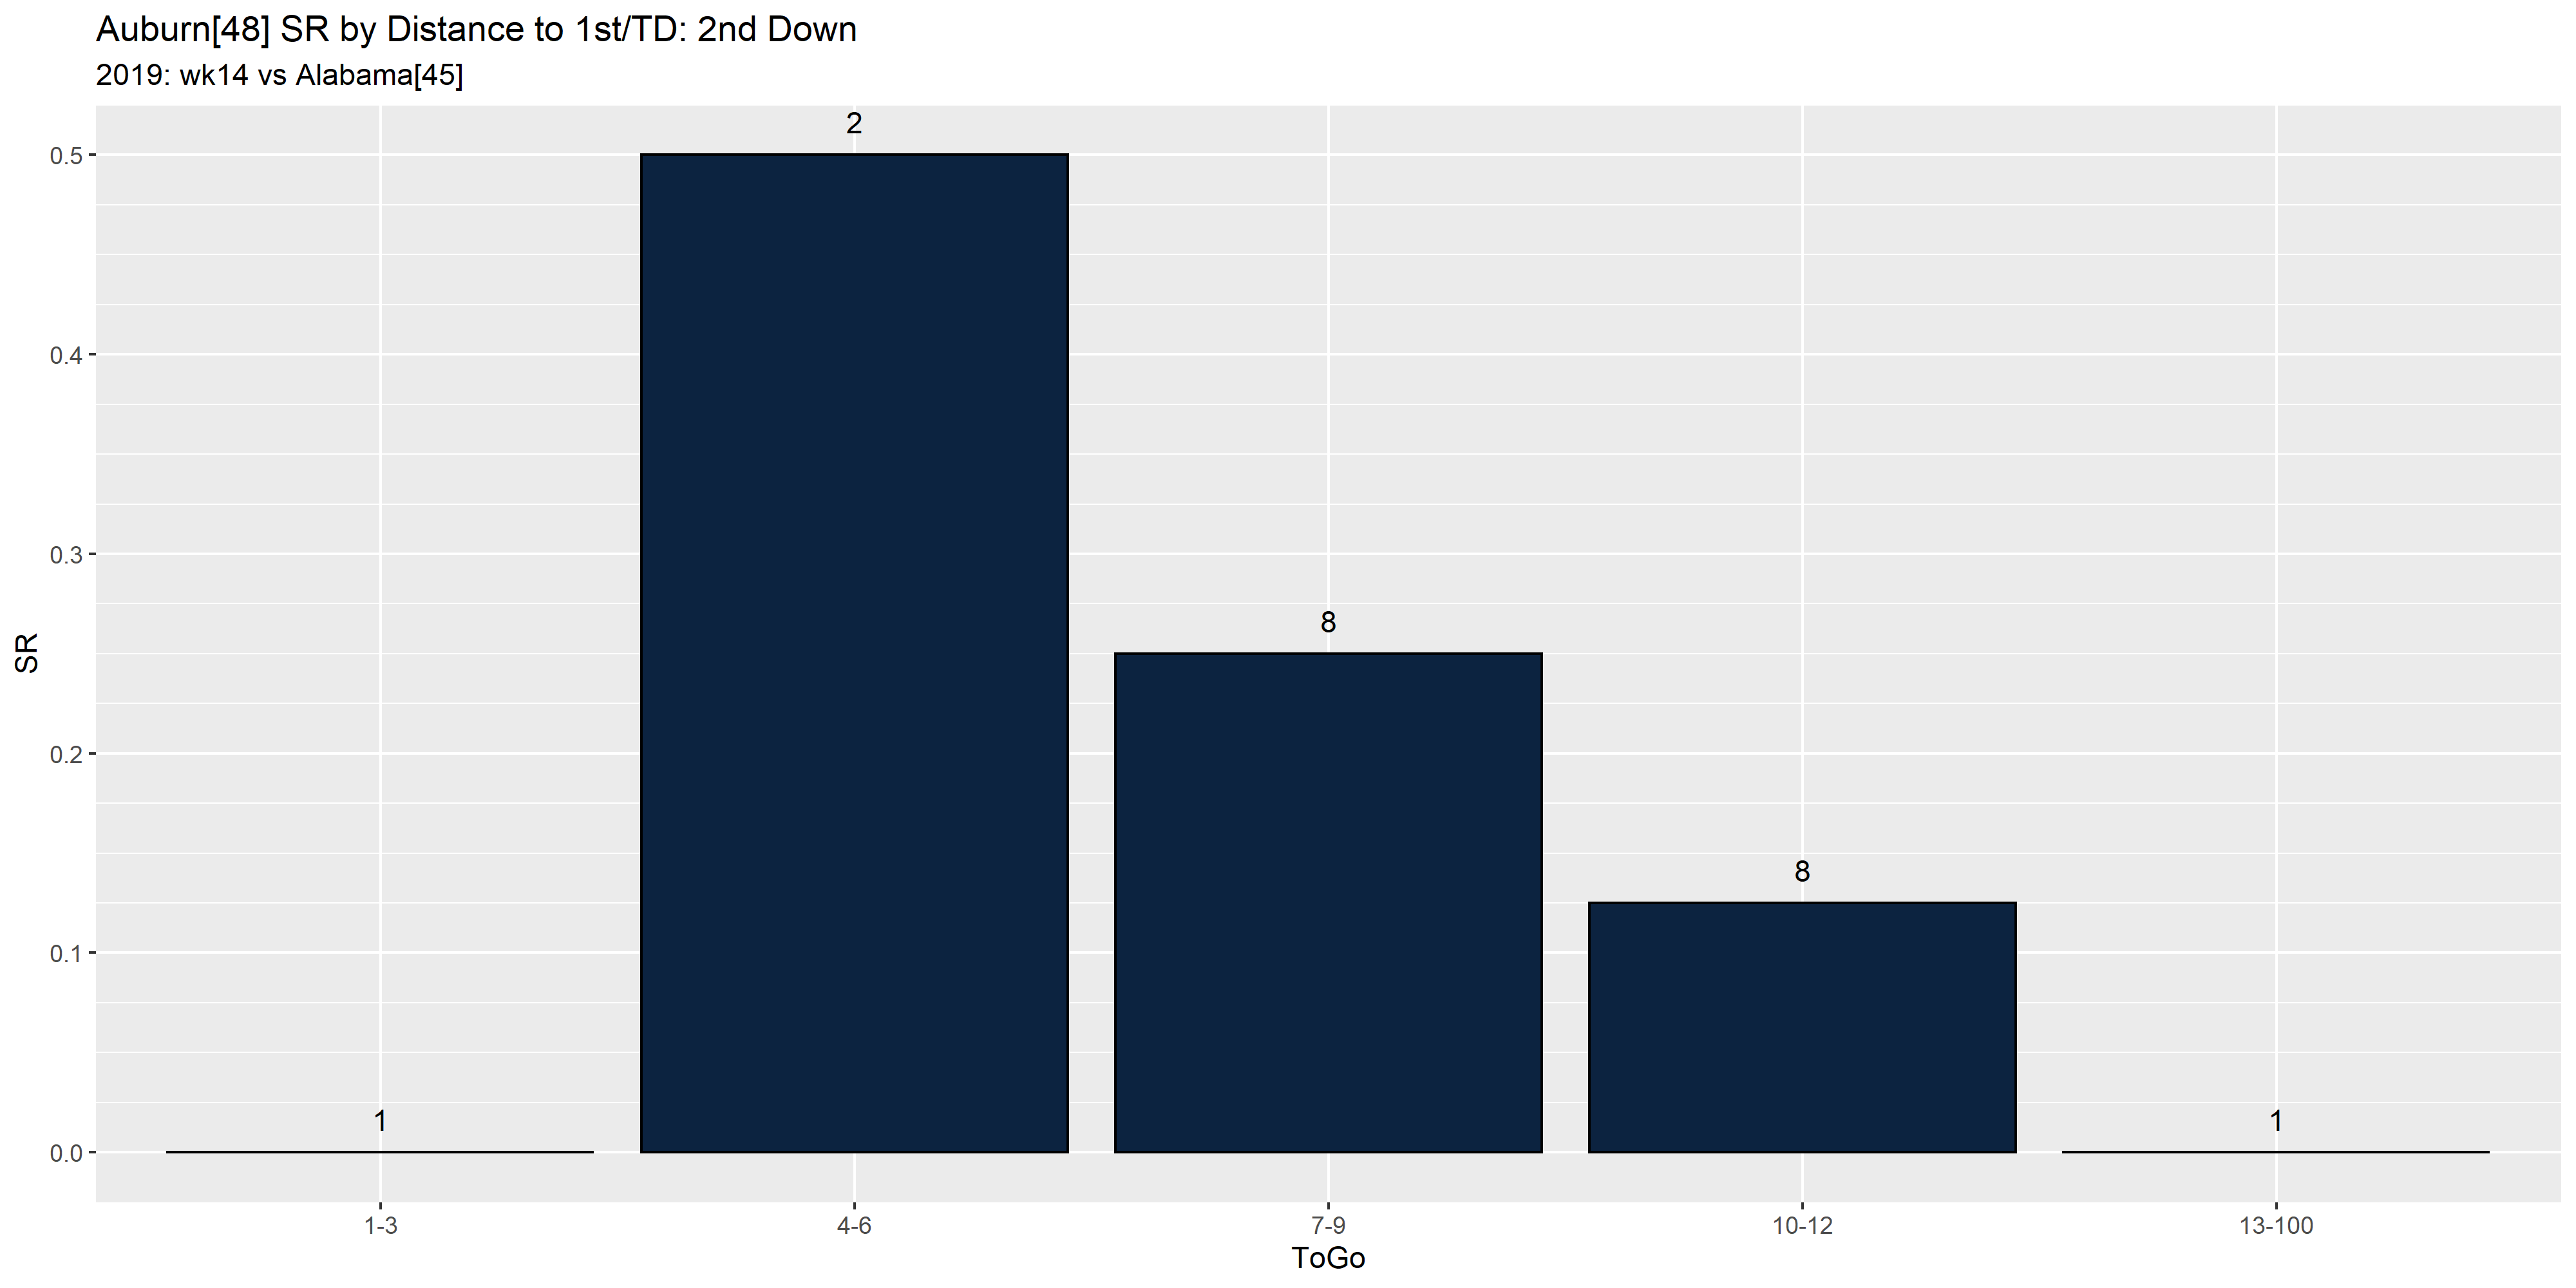 Auburn[48] SR by Distance to 1st/TD: 2nd Down
2019: wk14 vs Alabama[45]
2
0.5
0.4
0.3
8
SR
0.2
8
0.1
1
1
0.0
1-3 4-6 7-9 10-12 13-100
ToGo